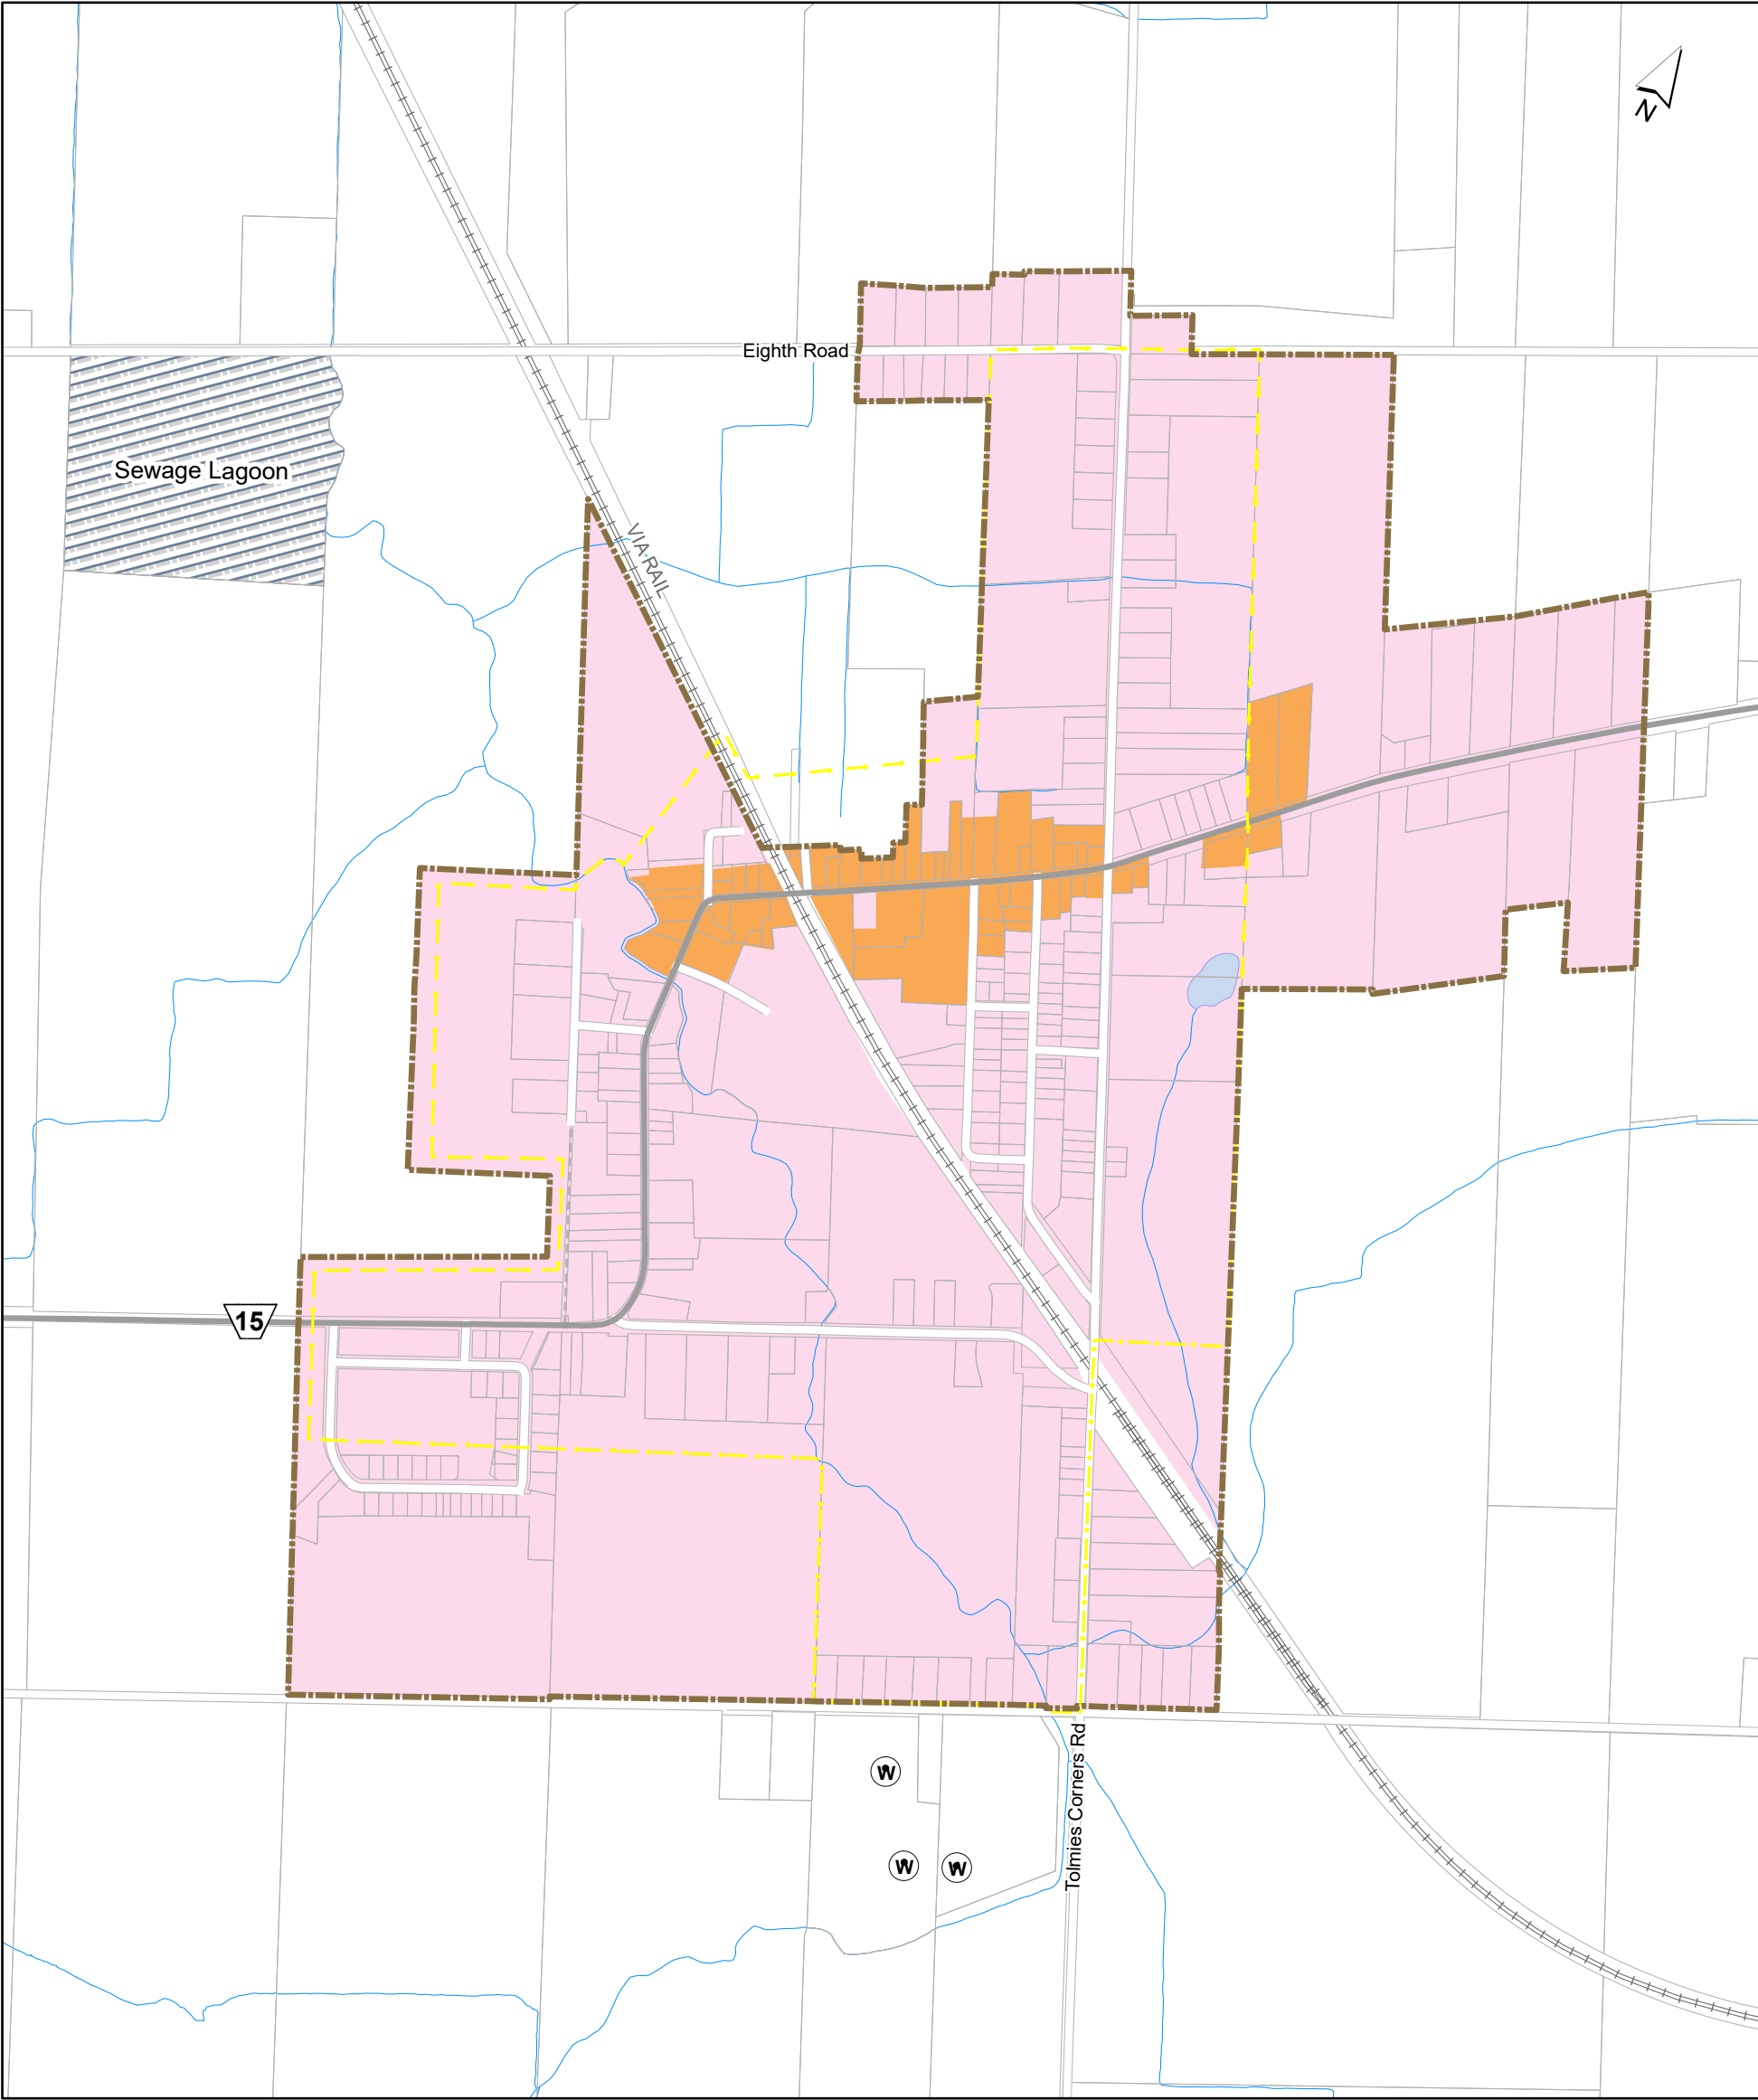 N
Eighth Road
Sewage Lagoon
VIA RAIL
15
W
W
W
Tolmies Corners Rd